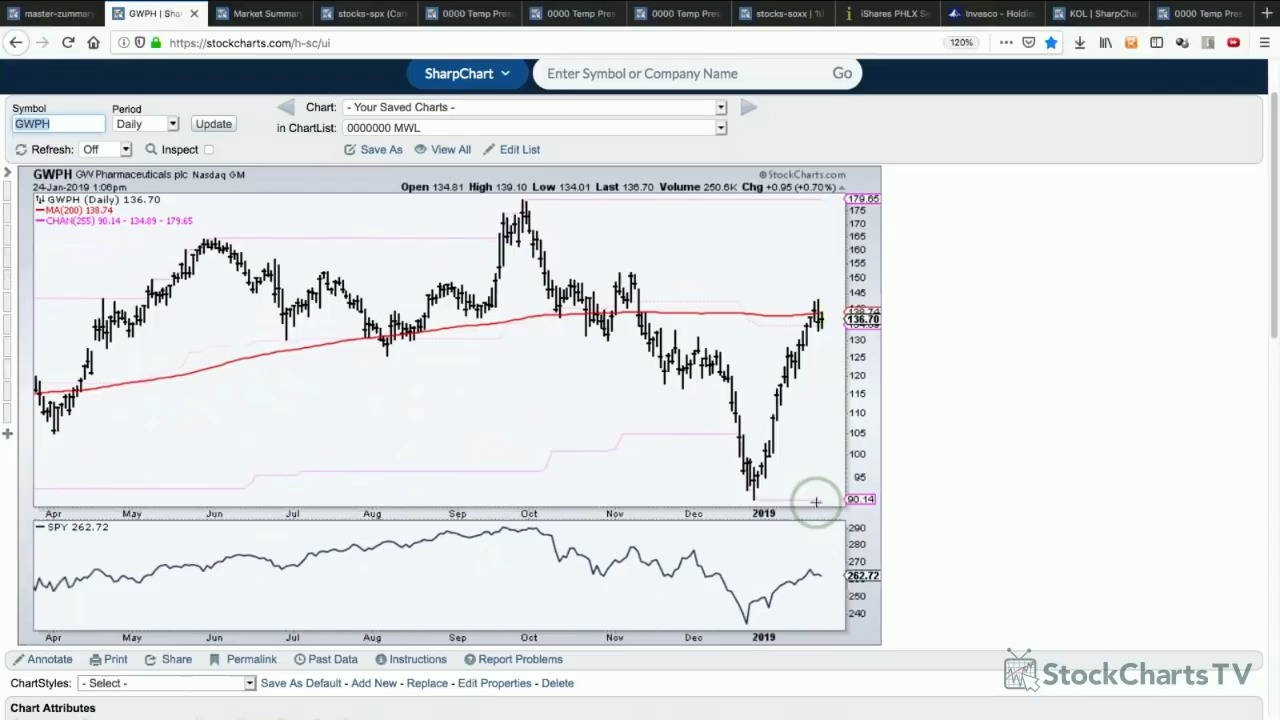 master-zummary
GWPH | Sha
Market Summary
stocks-spx (Can
0000 Temp Pres
0000 Temp Pres
0000 Temp Pres
stocks-soxx | 10
iShares PHLX Se
Invesco - Holdin
KOL | SharpCha
0000 Temp Pres
https://stockcharts.com/h-sc/ui
120%
SharpChart
Enter Symbol or Company Name
Go
Symbol
Period
Chart:
- Your Saved Charts -
GWPH
Daily
Update
in ChartList:
0000000 MWL
Refresh:
Off
Inspect
Save As
View All
Edit List
GWPH GW Pharmaceuticals plc Nasdaq GM
© StockCharts.com
24-Jan-2019 1:06pm
Open 134.81 High 139.10 Low 134.01 Last 136.70 Volume 250.6K Chg +0.95 (+0.70%)
GWPH (Daily) 136.70
MA(200) 138.74
CHAN(255) 90.14 - 134.89 - 179.65
179.65
175
170
165
160
155
150
145
138.74
136.70
134.89
130
125
120
115
110
105
100
95
90.14
Apr May Jun Jul Aug Sep Oct Nov Dec 2019
SPY 262.72
290
280
270
262.72
250
240
Apr May Jun Jul Aug Sep Oct Nov Dec 2019
Annotate
Print
Share
Permalink
Past Data
Instructions
Report Problems
ChartStyles:
- Select -
Save As Default - Add New - Replace - Edit Properties - Delete
StockChartsTV
Chart Attributes